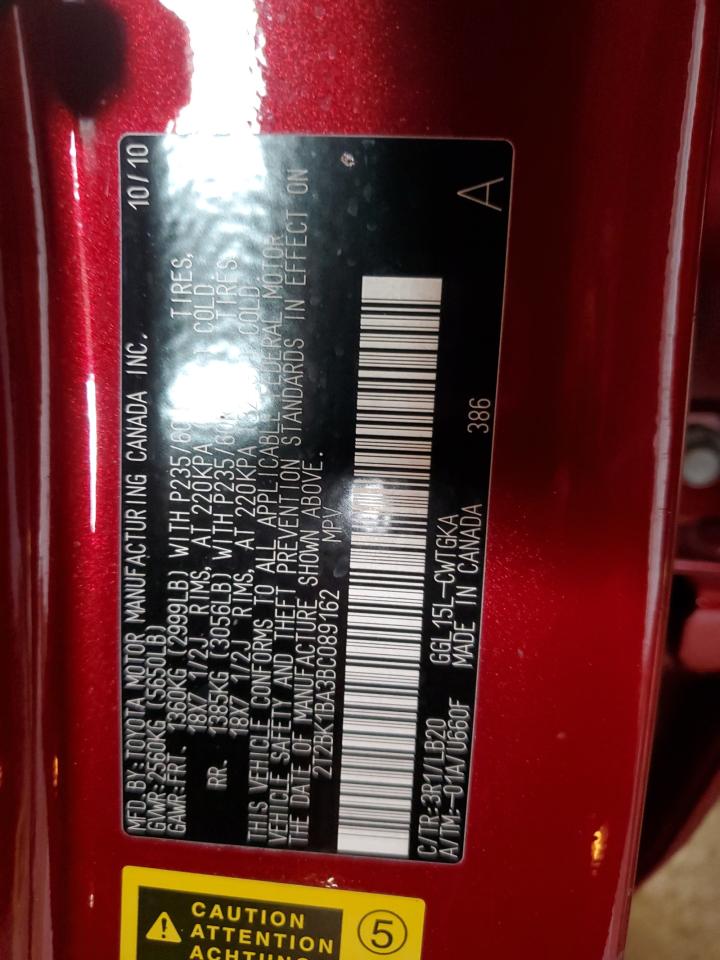 MFD. BY: TOYOTA MOTOR MANUFACTURING CANADA INC. 10/10
GVWR: 2560KG (5650LB)
GAWR: FRT. 1360KG (2999LB) WITH P235/60 TIRES,
18X7 1/2J RIMS, AT 220KPA COLD.
RR. 1385KG (3056LB) WITH P235/60 TIRES,
18X7 1/2J RIMS, AT 220KPA COLD.
THIS VEHICLE CONFORMS TO ALL APPLICABLE FEDERAL MOTOR
VEHICLE SAFETY AND THEFT PREVENTION STANDARDS IN EFFECT ON
THE DATE OF MANUFACTURE SHOWN ABOVE.
2T2BK1BA3BC089162 MPV
C/TR: 3R1/LB20 GGL15L-CWTGKA 386 A
A/TM: -01A/U660F MADE IN CANADA
CAUTION
ATTENTION
ACHTUNG
5